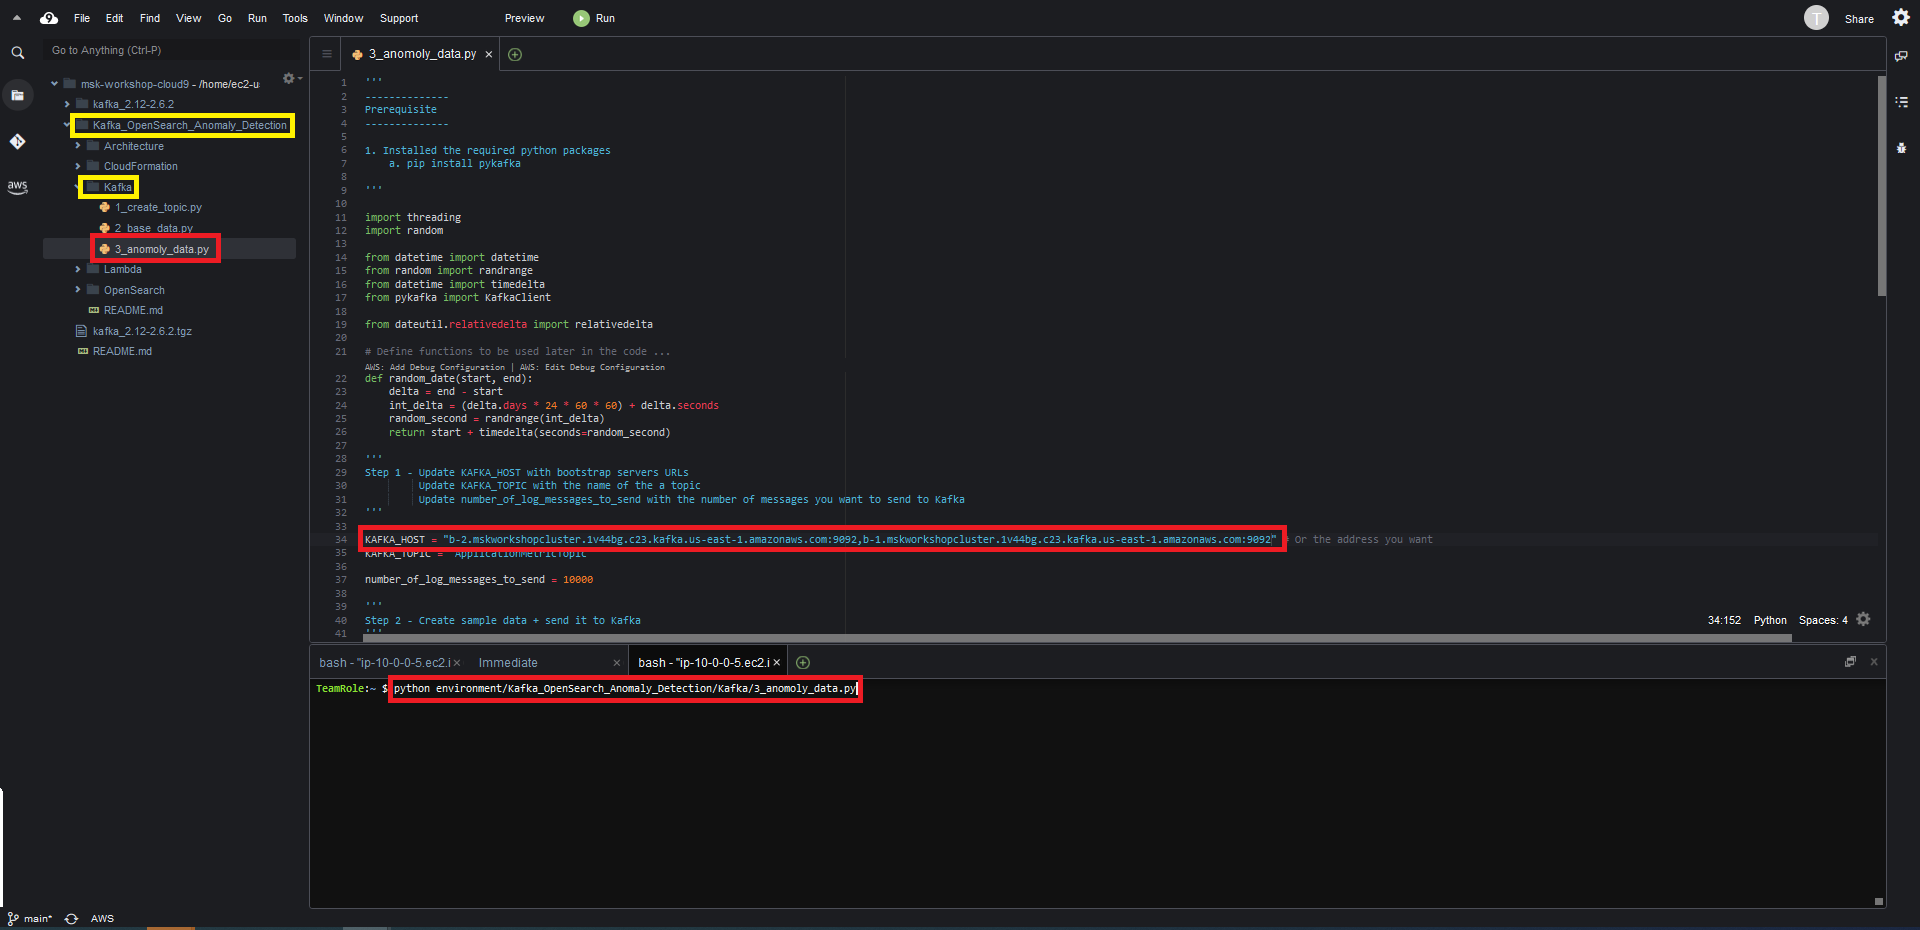 File Edit Find View Go Run Tools Window Support Preview Run Share
T
Go to Anything (Ctrl-P)
3_anomoly_data.py
msk-workshop-cloud9 - /home/ec2-u
kafka_2.12-2.6.2
Kafka_OpenSearch_Anomaly_Detection
Architecture
CloudFormation
Kafka
1_create_topic.py
2_base_data.py
3_anomoly_data.py
Lambda
OpenSearch
README.md
kafka_2.12-2.6.2.tgz
README.md
aws
1 '''
2 --------------
3 Prerequisite
4 --------------
5
6 1. Installed the required python packages
7     a. pip install pykafka
8
9 '''
10
11 import threading
12 import random
13
14 from datetime import datetime
15 from random import randrange
16 from datetime import timedelta
17 from pykafka import KafkaClient
18
19 from dateutil.relativedelta import relativedelta
20
21 # Define functions to be used later in the code ...
AWS: Add Debug Configuration | AWS: Edit Debug Configuration
22 def random_date(start, end):
23     delta = end - start
24     int_delta = (delta.days * 24 * 60 * 60) + delta.seconds
25     random_second = randrange(int_delta)
26     return start + timedelta(seconds=random_second)
27
28 '''
29 Step 1 - Update KAFKA_HOST with bootstrap servers URLs
30          Update KAFKA_TOPIC with the name of the a topic
31          Update number_of_log_messages_to_send with the number of messages you want to send to Kafka
32 '''
33
34 KAFKA_HOST = "b-2.mskworkshopcluster.1v44bg.c23.kafka.us-east-1.amazonaws.com:9092,b-1.mskworkshopcluster.1v44bg.c23.kafka.us-east-1.amazonaws.com:9092" Or the address you want
35 KAFKA_TOPIC = "ApplicationMetricTopic"
36
37 number_of_log_messages_to_send = 10000
38
39 '''
40 Step 2 - Create sample data + send it to Kafka
41 '''
34:152 Python Spaces: 4
bash - "ip-10-0-0-5.ec2.i Immediate bash - "ip-10-0-0-5.ec2.i
TeamRole:~ $ python environment/Kafka_OpenSearch_Anomaly_Detection/Kafka/3_anomoly_data.py
main* AWS